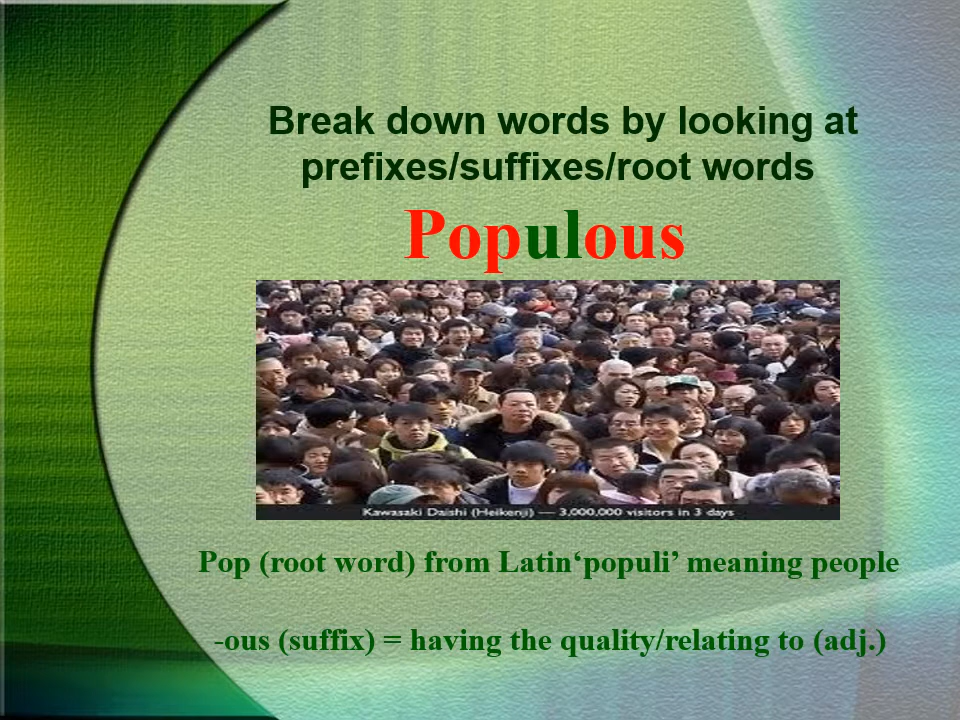 Break down words by looking at
prefixes/suffixes/root words
Populous
Kawasaki Daishi (Heikenji) — 3,000,000 visitors in 3 days
Pop (root word) from Latin‘populi’ meaning people
-ous (suffix) = having the quality/relating to (adj.)